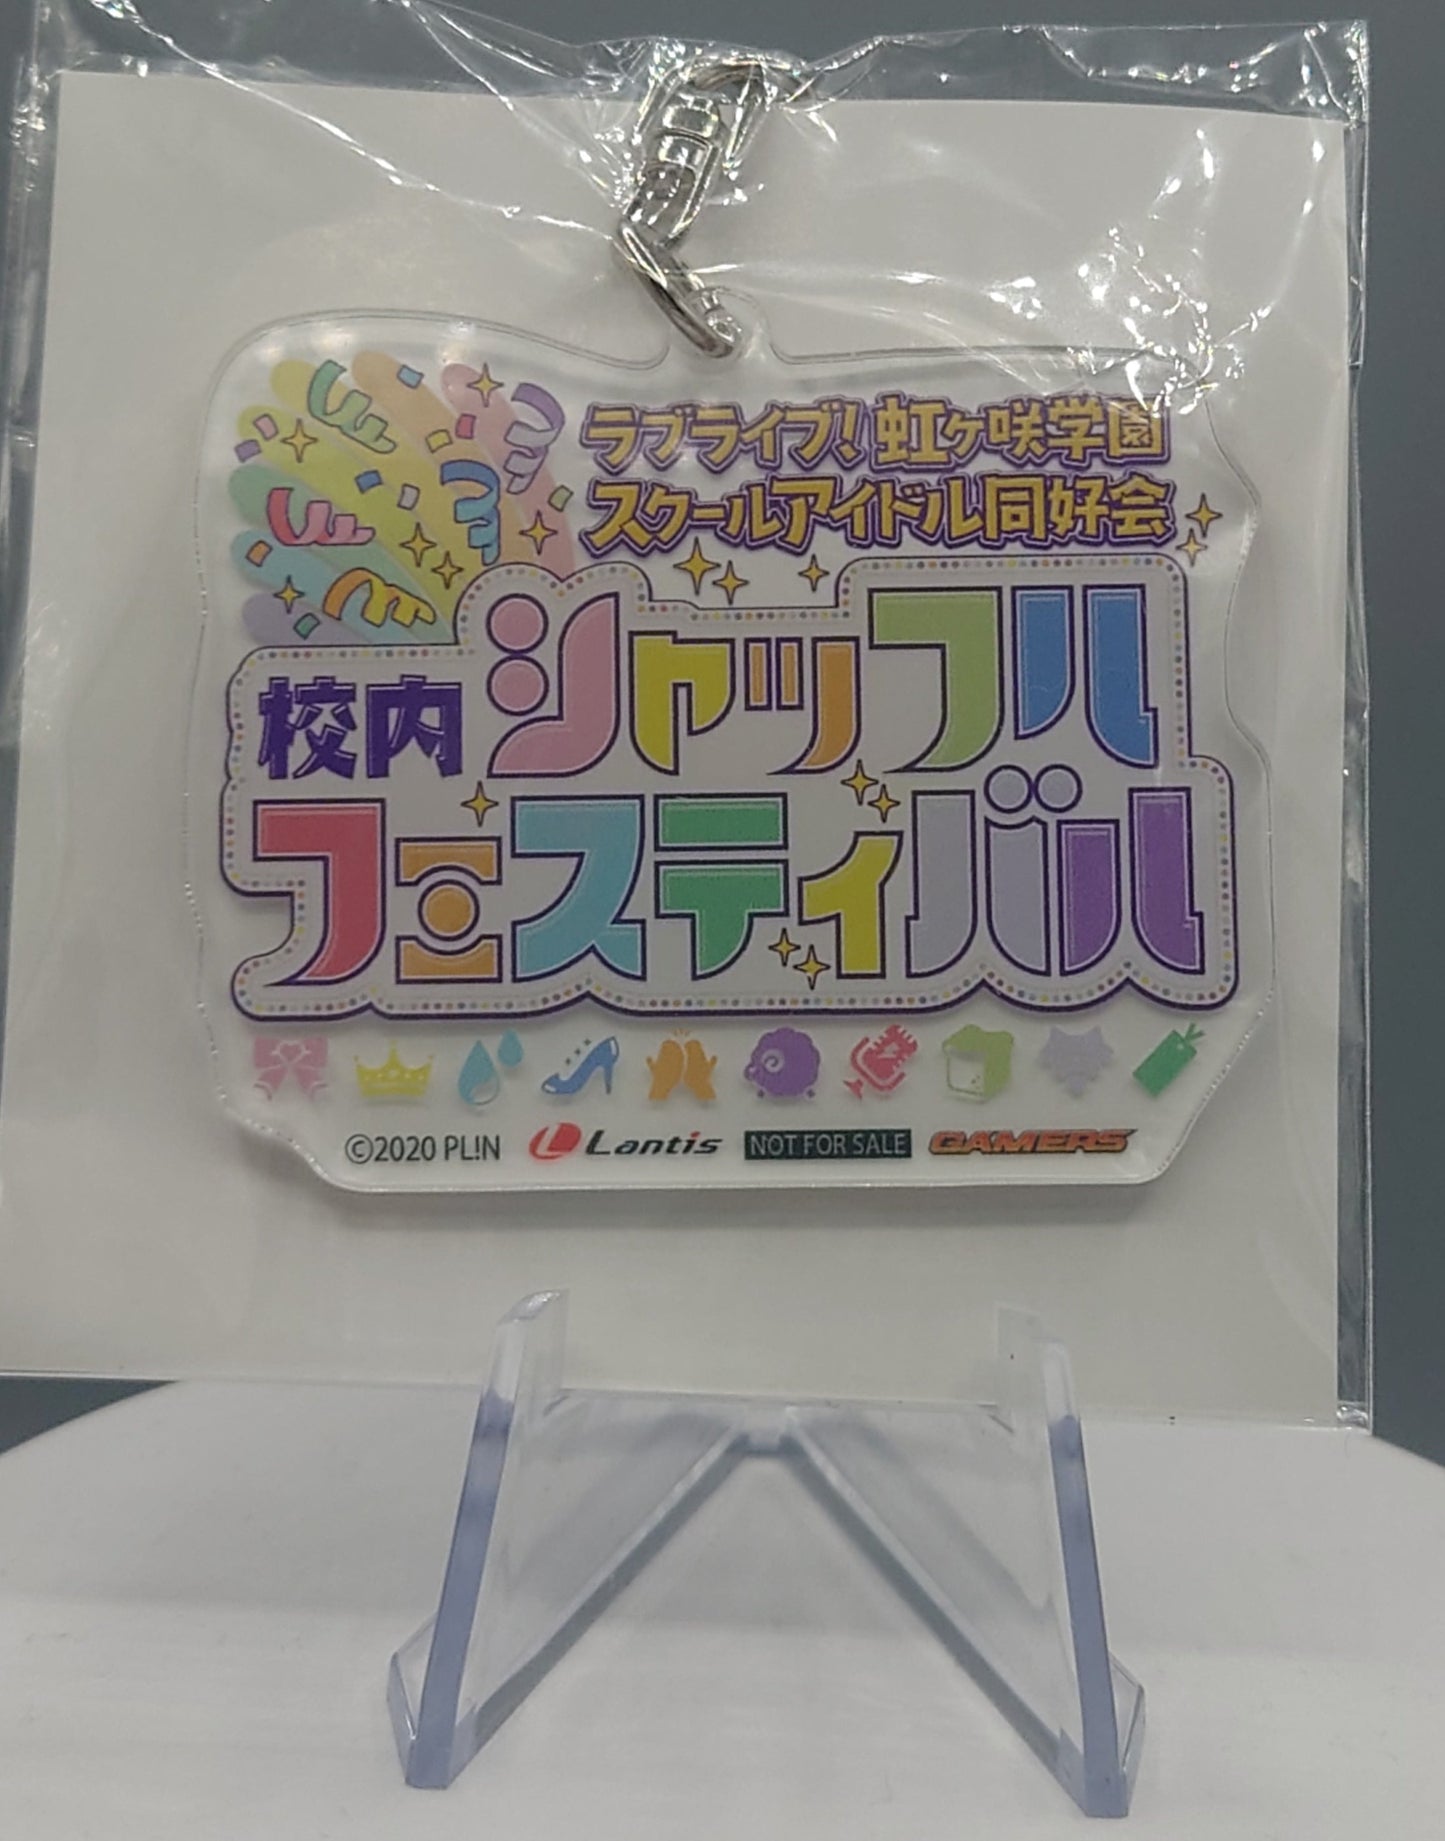 ラブライブ！虹ヶ咲学園
スクールアイドル同好会
校内シャッフル
フェスティバル
©2020 PL!N Lantis NOT FOR SALE GAMERS